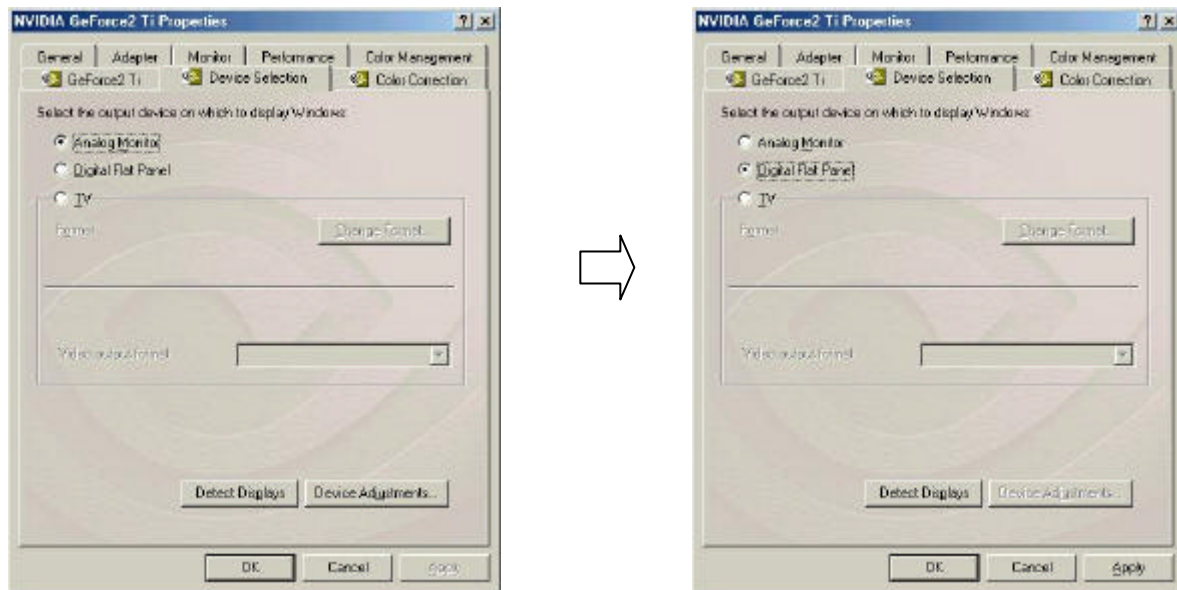 NVIDIA GeForce2 Ti Properties
General Adapter Monitor Performance Color Management
GeForce2 Ti Device Selection Color Correction
Select the output device on which to display Windows:
Analog Monitor
Digital Flat Panel
TV
Format
Change Format...
Video output format
Detect Displays Device Adjustments...
OK Cancel Apply
NVIDIA GeForce2 Ti Properties
General Adapter Monitor Performance Color Management
GeForce2 Ti Device Selection Color Correction
Select the output device on which to display Windows:
Analog Monitor
Digital Flat Panel
TV
Format
Change Format...
Video output format
Detect Displays Device Adjustments...
OK Cancel Apply